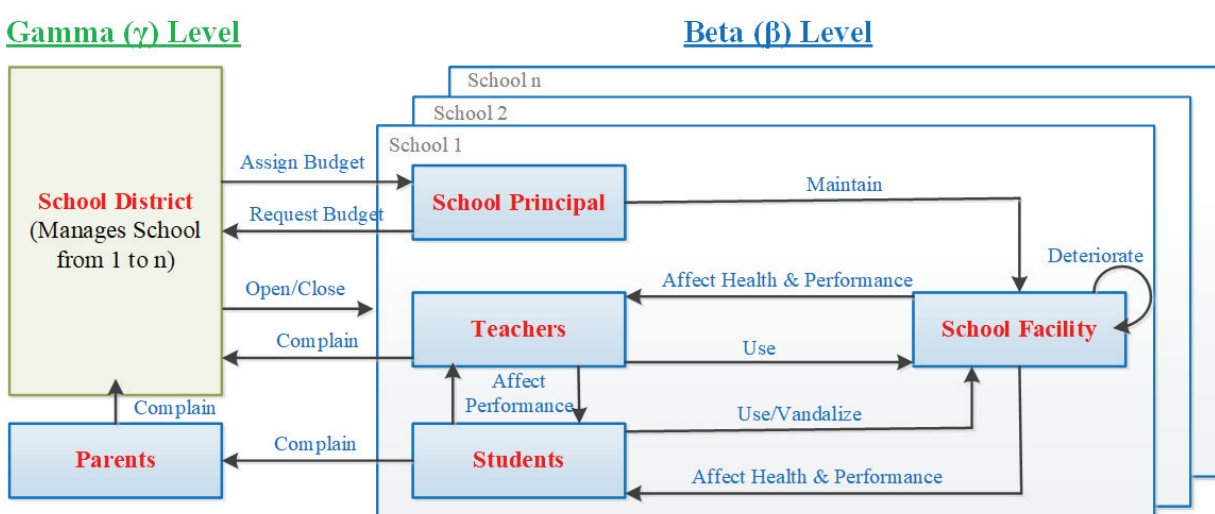 Gamma (γ) Level
Beta (β) Level
School n
School 2
School 1
Assign Budget
School Principal
Maintain
School District
(Manages School
from 1 to n)
Request Budget
Deteriorate
Affect Health & Performance
Open/Close
Teachers
School Facility
Complain
Use
Affect
Performance
Complain
Use/Vandalize
Parents
Complain
Students
Affect Health & Performance